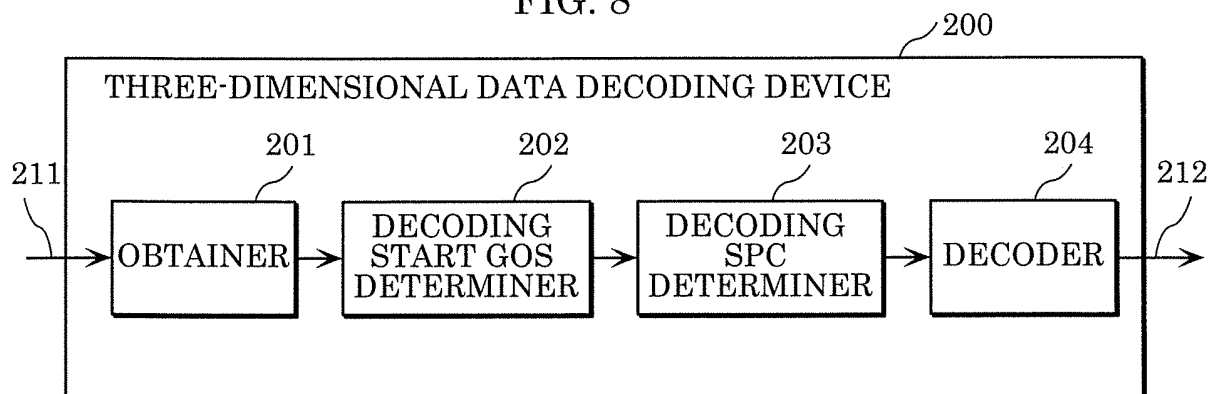 FIG. 8
200
THREE-DIMENSIONAL DATA DECODING DEVICE
201
202
203
204
211
212
OBTAINER
DECODING
START GOS
DETERMINER
DECODING
SPC
DETERMINER
DECODER